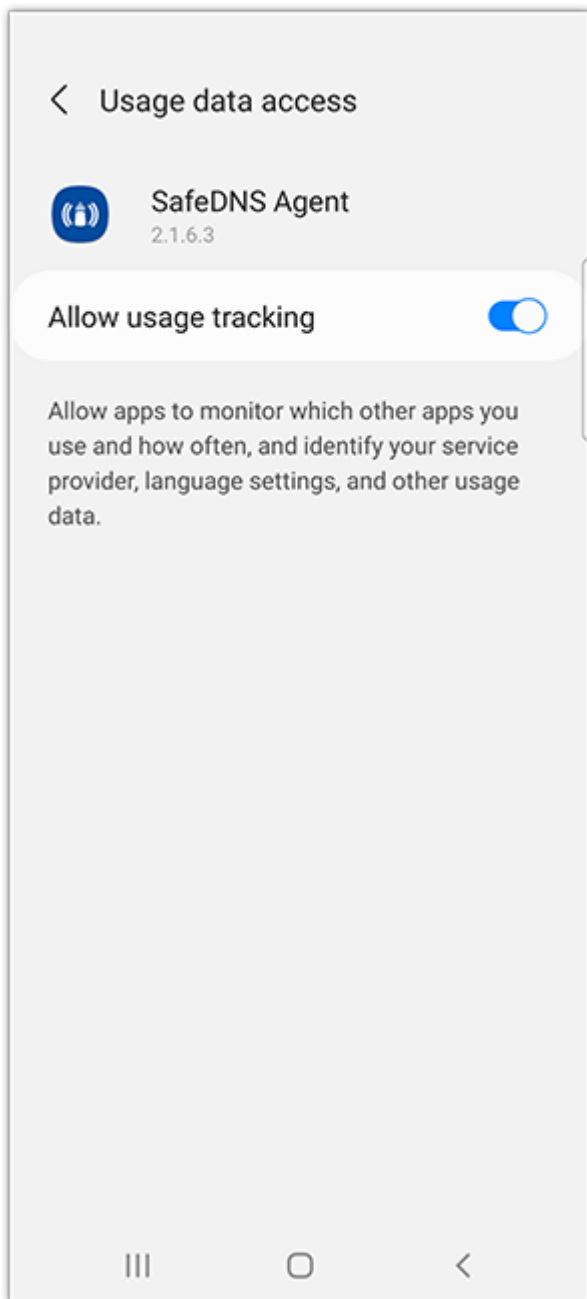 Usage data access
SafeDNS Agent
2.1.6.3
Allow usage tracking
Allow apps to monitor which other apps you
use and how often, and identify your service
provider, language settings, and other usage
data.